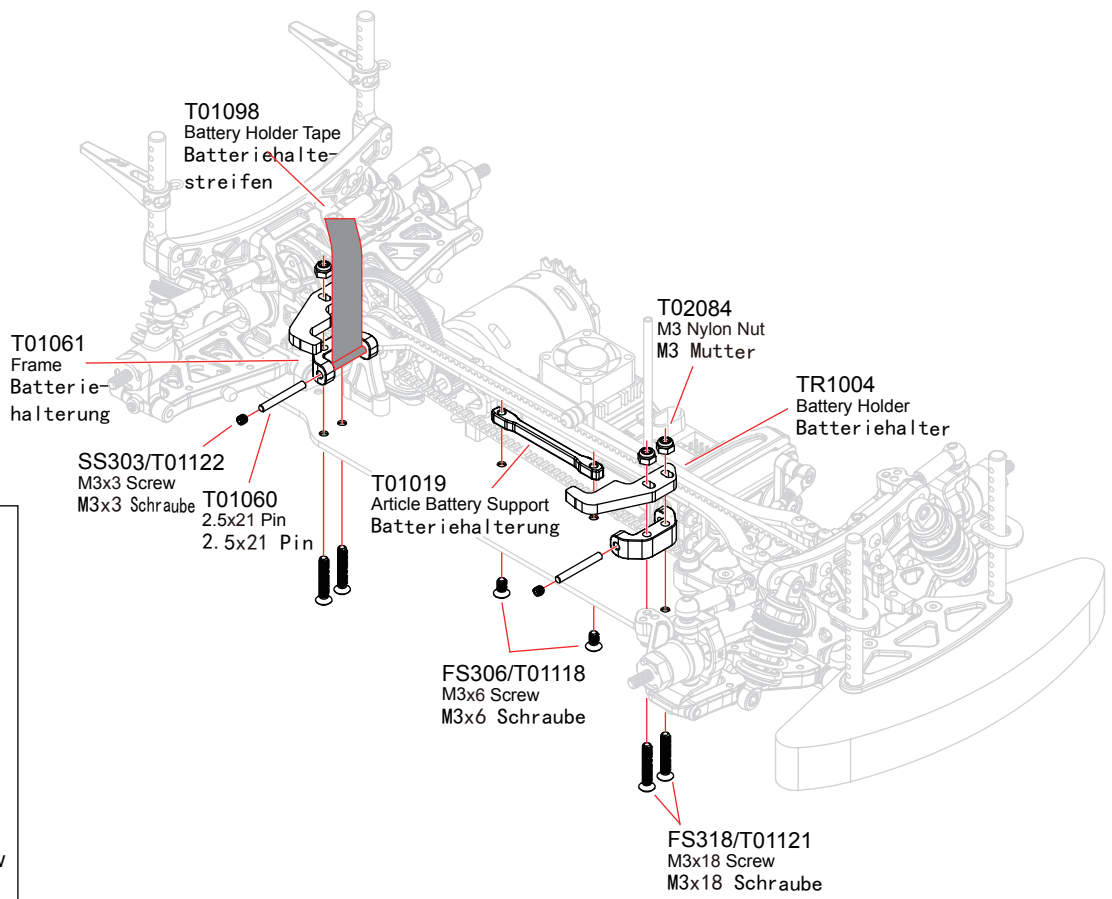 T01098
Battery Holder Tape
Batteriehalte-
streifen
T02084
M3 Nylon Nut
M3 Mutter
T01061
Frame
Batterie-
halterung
TR1004
Battery Holder
Batteriehalter
SS303/T01122
M3x3 Screw
M3x3 Schraube
T01060
2.5x21 Pin
2.5x21 Pin
T01019
Article Battery Support
Batteriehalterung
FS306/T01118
M3x6 Screw
M3x6 Schraube
FS318/T01121
M3x18 Screw
M3x18 Schraube